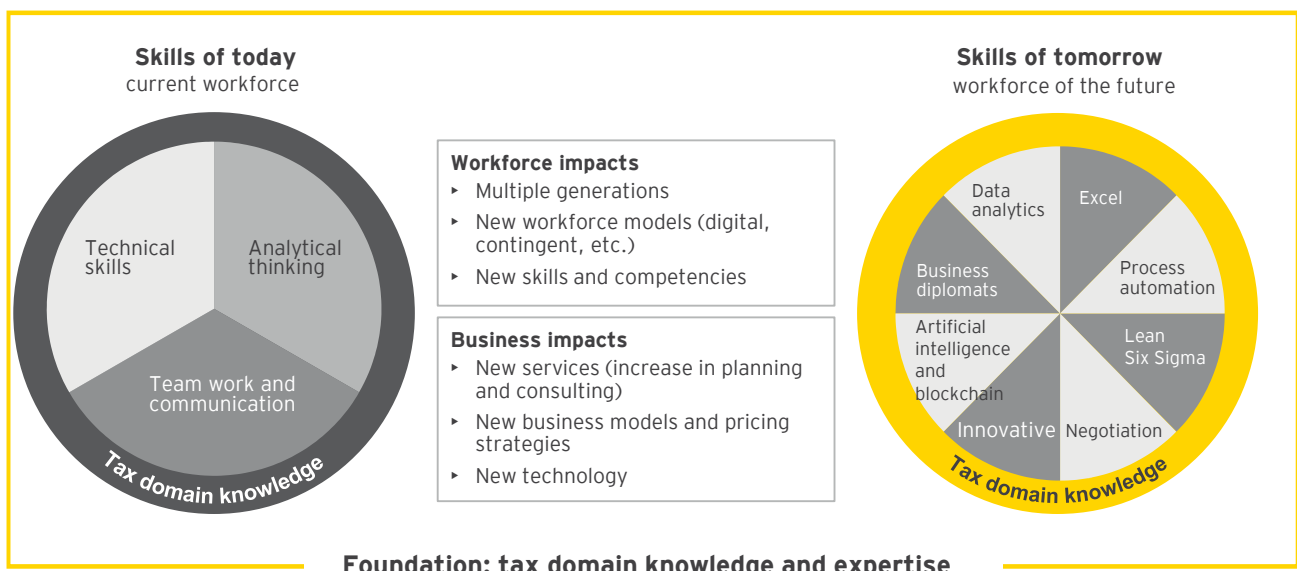 Skills of today
current workforce
Technical
skills
Analytical
thinking
Team work and
communication
Tax domain knowledge
Workforce impacts
‣ Multiple generations
‣ New workforce models (digital,
contingent, etc.)
‣ New skills and competencies
Business impacts
‣ New services (increase in planning
and consulting)
‣ New business models and pricing
strategies
‣ New technology
Skills of tomorrow
workforce of the future
Data
analytics
Excel
Business
diplomats
Process
automation
Artificial
intelligence
and
blockchain
Lean
Six Sigma
Innovative
Negotiation
Tax domain knowledge
Foundation: tax domain knowledge and expertise